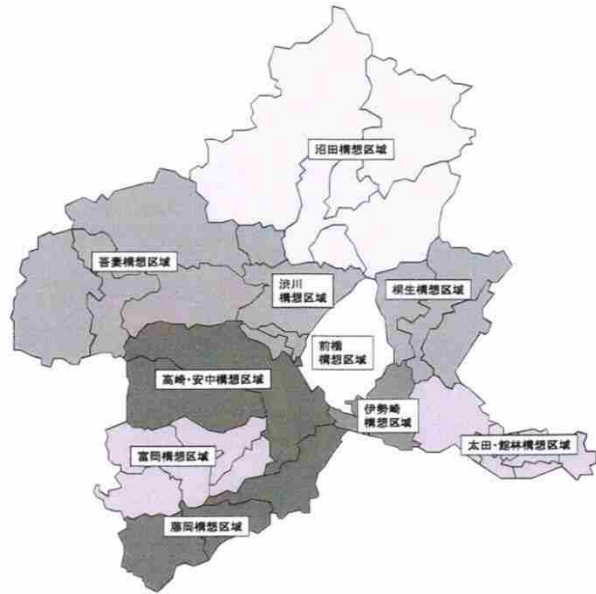 沼田構想区域
吾妻構想区域
渋川
構想区域
桐生構想区域
前橋
構想区域
高崎・安中構想区域
伊勢崎
構想区域
太田・館林構想区域
富岡構想区域
藤岡構想区域